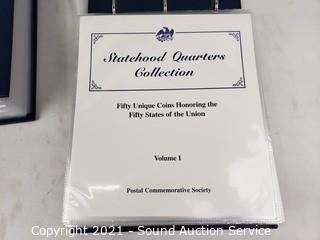 Statehood Quarters
Collection
Fifty Unique Coins Honoring the
Fifty States of the Union
Volume I
Postal Commemorative Society
Copyright 2021 - Sound Auction Service